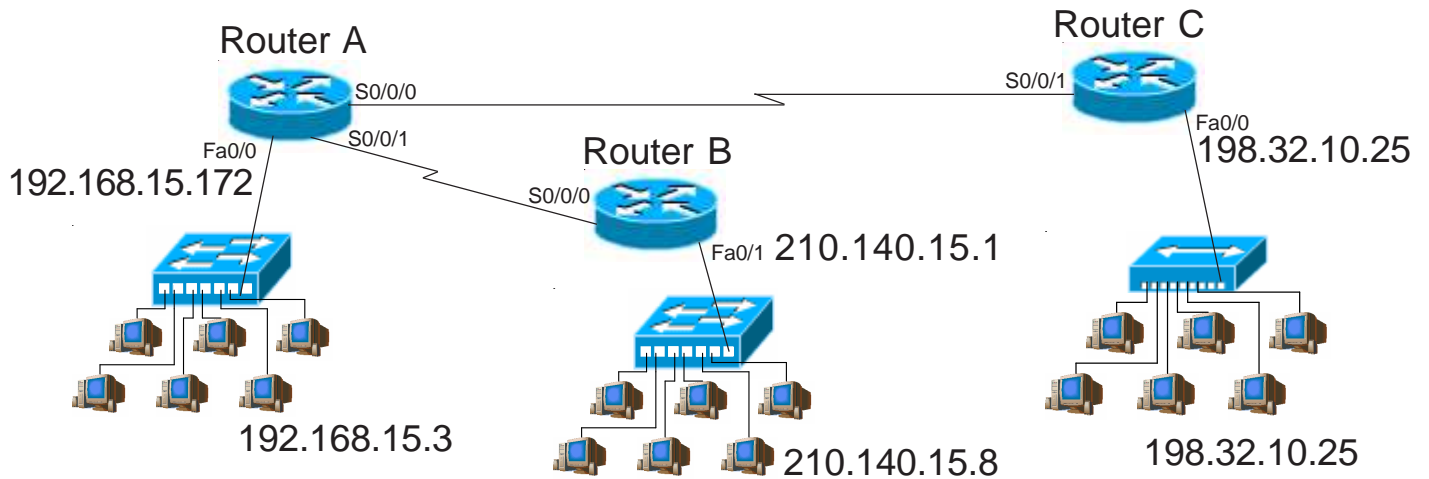 Router A
Router C
S0/0/0
S0/0/1
Fa0/0
S0/0/1
Router B
Fa0/0
198.32.10.25
192.168.15.172
S0/0/0
Fa0/1
210.140.15.1
192.168.15.3
210.140.15.8
198.32.10.25